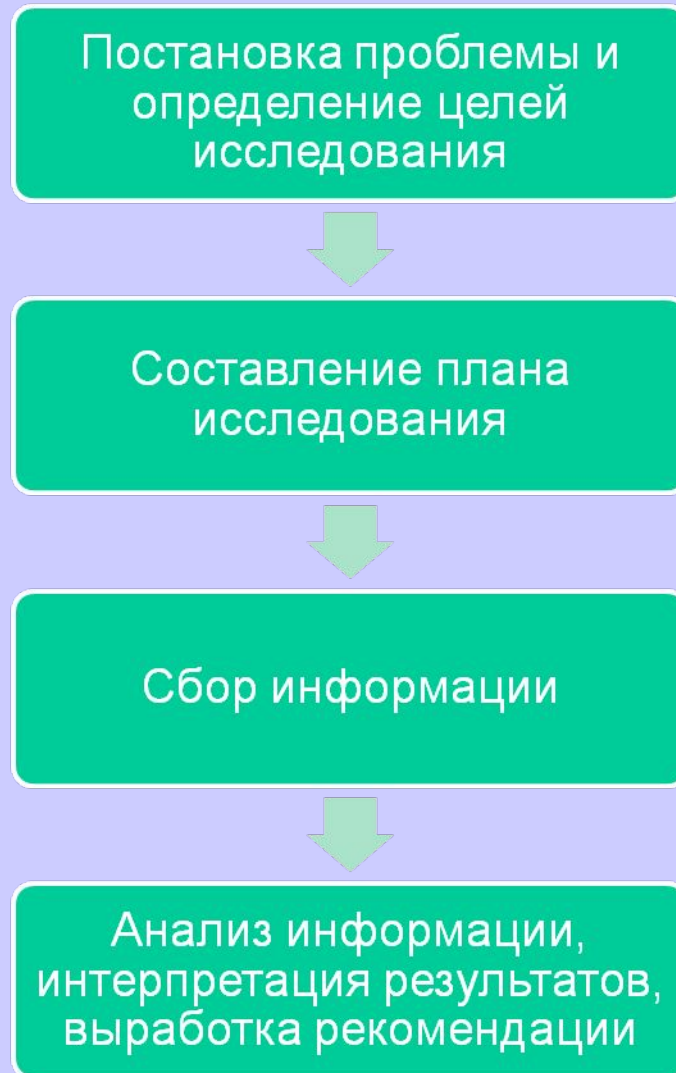 Постановка проблемы и
определение целей
исследования
Составление плана
исследования
Сбор информации
Анализ информации,
интерпретация результатов,
выработка рекомендации